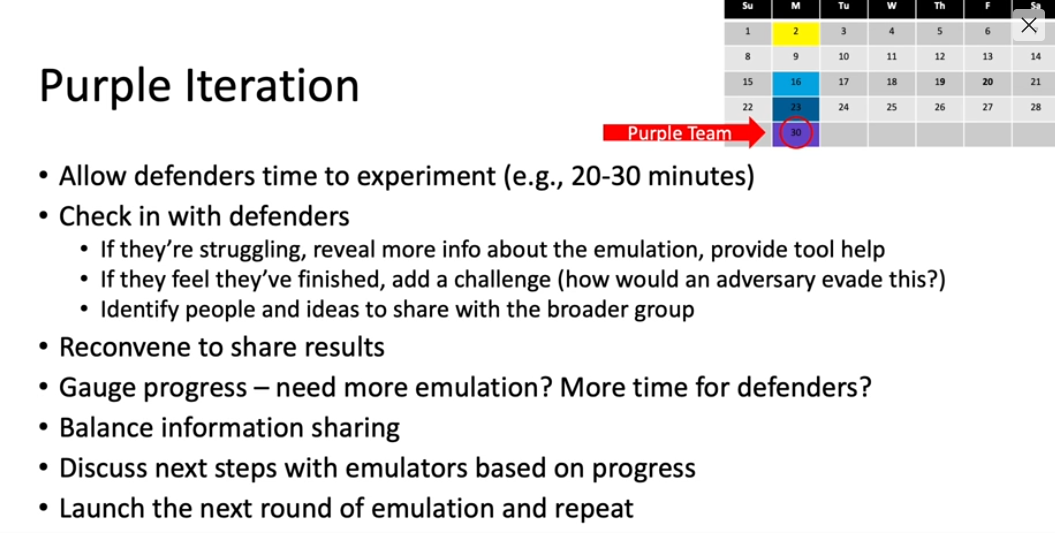 Su M Tu W Th F Sa
1 2 3 4 5 6
8 9 10 11 12 13 14
15 16 17 18 19 20 21
22 23 24 25 26 27 28
30
Purple Team
Purple Iteration
• Allow defenders time to experiment (e.g., 20-30 minutes)
• Check in with defenders
• If they’re struggling, reveal more info about the emulation, provide tool help
• If they feel they’ve finished, add a challenge (how would an adversary evade this?)
• Identify people and ideas to share with the broader group
• Reconvene to share results
• Gauge progress – need more emulation? More time for defenders?
• Balance information sharing
• Discuss next steps with emulators based on progress
• Launch the next round of emulation and repeat